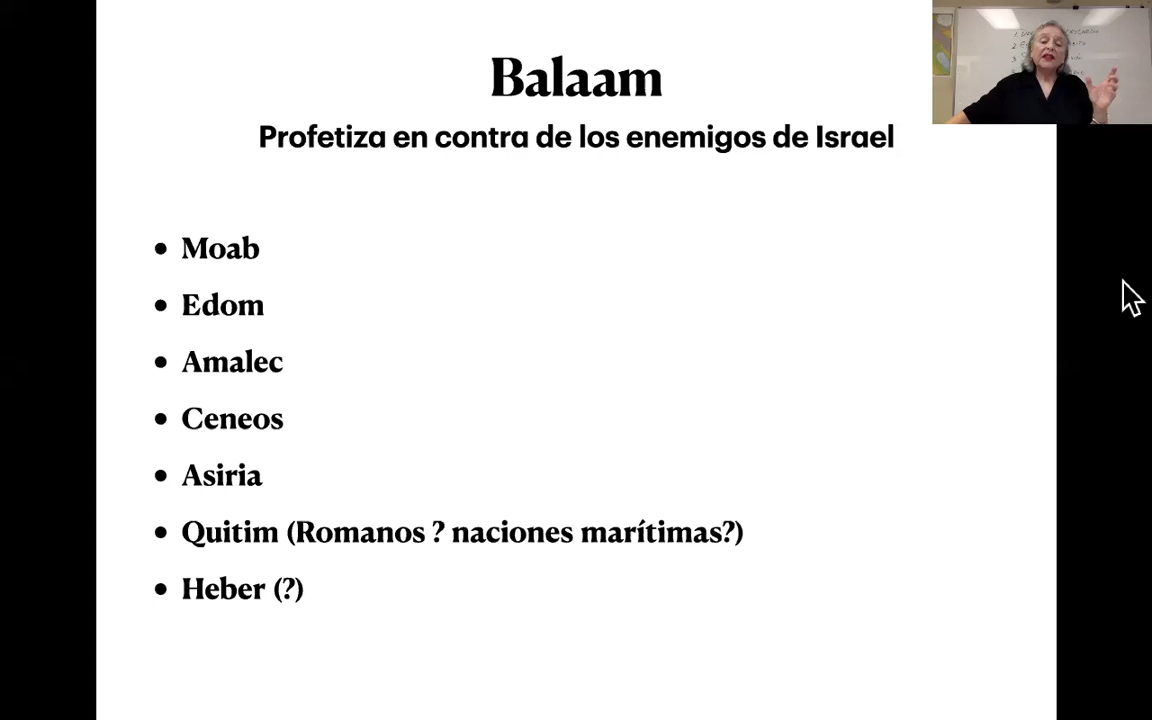 Balaam
Profetiza en contra de los enemigos de Israel
• Moab
• Edom
• Amalec
• Ceneos
• Asiria
• Quitim (Romanos ? naciones marítimas?)
• Heber (?)